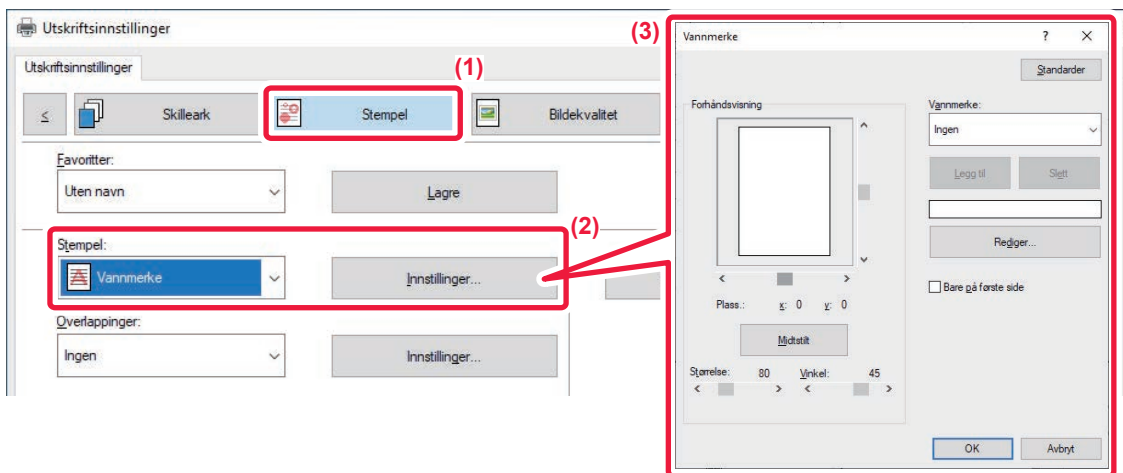 Utskriftsinnstillinger
Utskriftsinnstillinger
(1)
≤
Skilleark
Stempel
Bildekvalitet
Favoritter:
Uten navn
Lagre
(2)
Stempel:
Vannmerke
Innstillinger...
Overlappinger:
Ingen
Innstillinger...
(3)
Vannmerke
? ×
Standarder
Forhåndsvisning
Plass.: x: 0 y: 0
Midtstilt
Størrelse: 80 Vinkel: 45
Vannmerke:
Ingen
Legg til Slett
Rediger...
Bare på første side
OK Avbryt